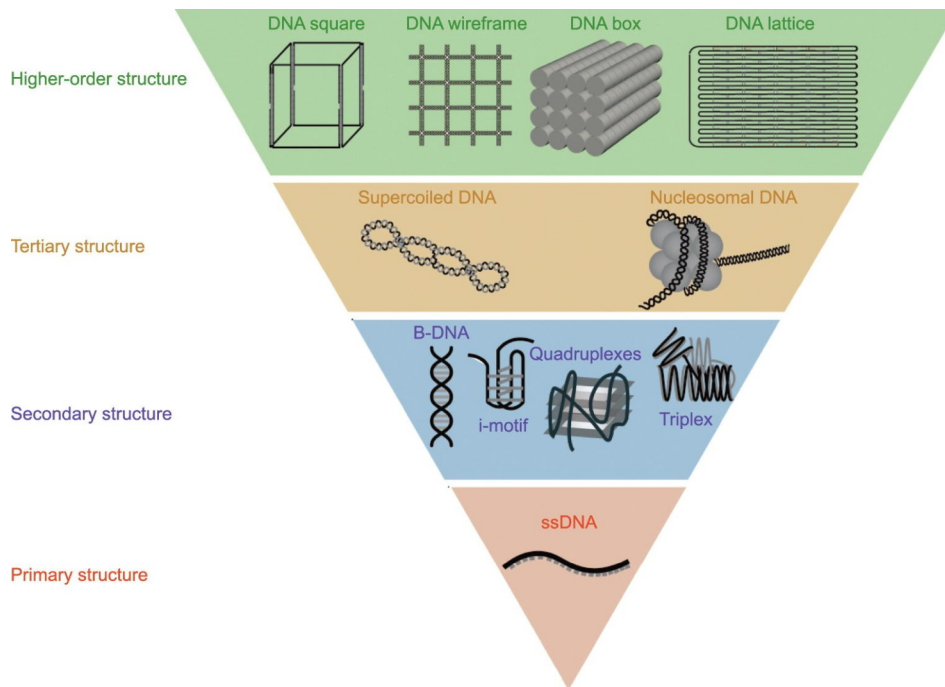 DNA square
DNA wireframe
DNA box
DNA lattice
Higher-order structure
Supercoiled DNA
Nucleosomal DNA
Tertiary structure
B-DNA
Quadruplexes
i-motif
Triplex
Secondary structure
ssDNA
Primary structure